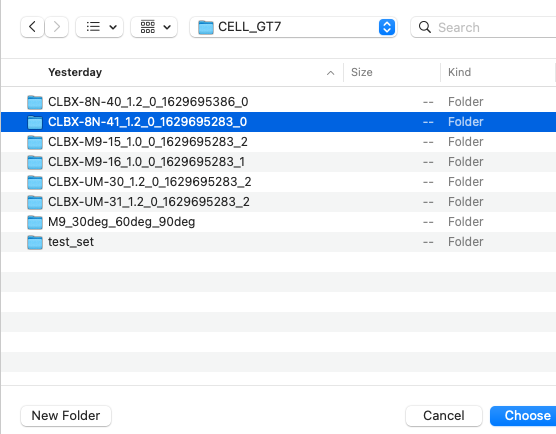 CELL_GT7
Search
Yesterday Size Kind
CLBX-8N-40_1.2_0_1629695386_0 -- Folder
CLBX-8N-41_1.2_0_1629695283_0 -- Folder
CLBX-M9-15_1.0_0_1629695283_2 -- Folder
CLBX-M9-16_1.0_0_1629695283_1 -- Folder
CLBX-UM-30_1.2_0_1629695283_2 -- Folder
CLBX-UM-31_1.2_0_1629695283_2 -- Folder
M9_30deg_60deg_90deg -- Folder
test_set -- Folder
New Folder Cancel Choose